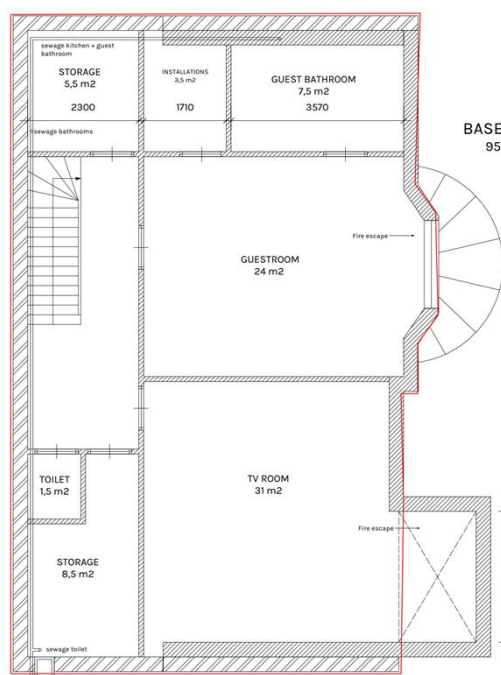 sewage kitchen + guest
bathroom
STORAGE
5,5 m2
2300
INSTALLATIONS
3,5 m2
1710
GUEST BATHROOM
7,5 m2
3570
sewage bathrooms
BASE
95
Fire escape
GUESTROOM
24 m2
TOILET
1,5 m2
TV ROOM
31 m2
Fire escape
STORAGE
8,5 m2
sewage toilet